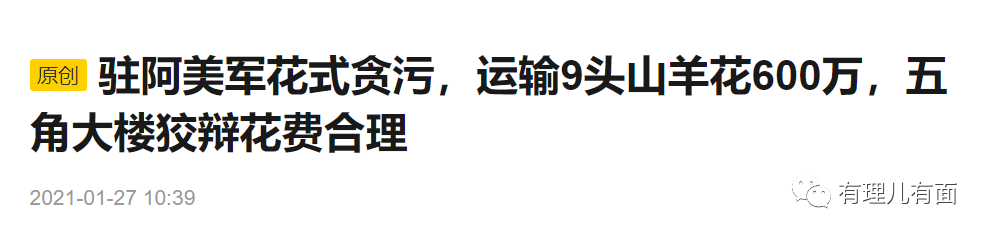 原创 驻阿美军花式贪污，运输9头山羊花600万，五
角大楼狡辩花费合理
2021-01-27 10:39
有理儿有面